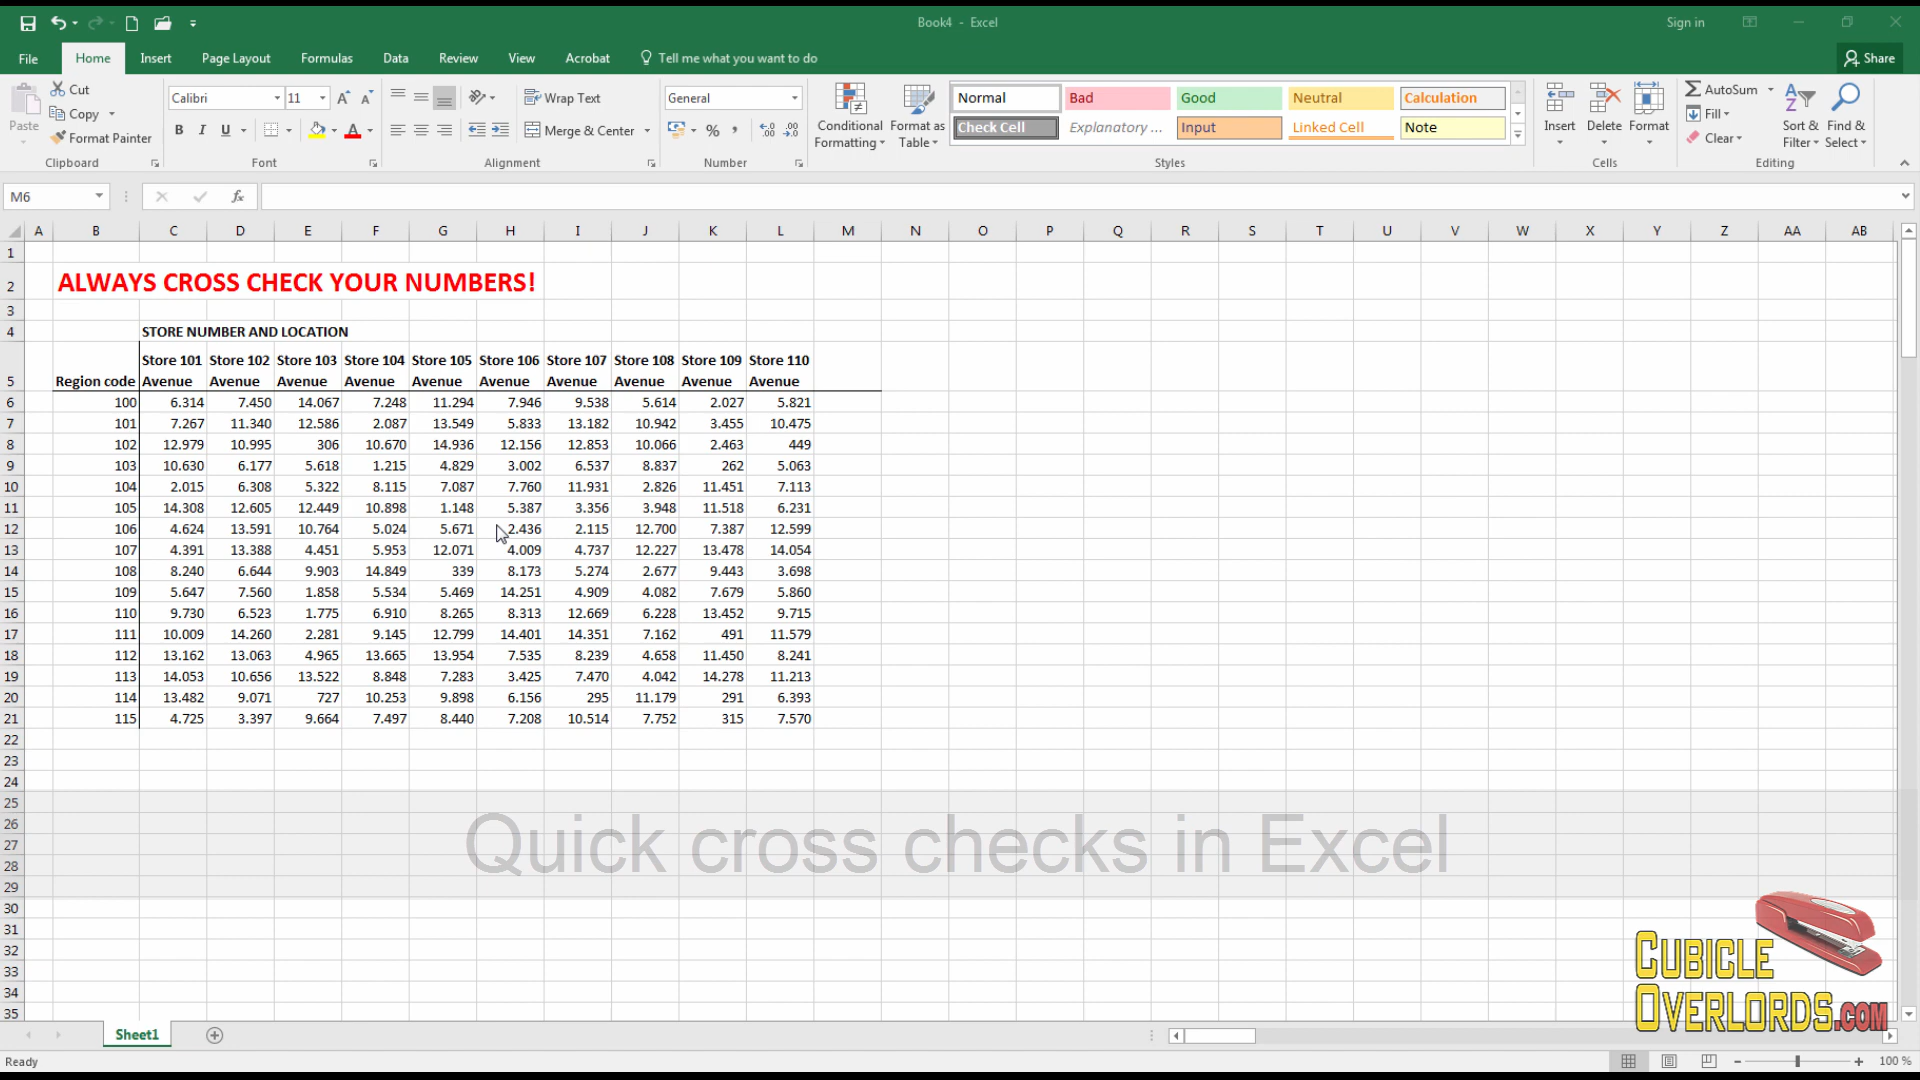 Book4 - Excel
Sign in
File Home Insert Page Layout Formulas Data Review View Acrobat Tell me what you want to do Share
Paste
Cut
Copy
Format Painter
Clipboard
Calibri 11
B I U
Font
Wrap Text
Merge & Center
Alignment
General
% ,
Number
Conditional Formatting
Format as Table
Normal Bad Good Neutral Calculation
Check Cell Explanatory ... Input Linked Cell Note
Styles
Insert Delete Format
Cells
AutoSum
Fill
Clear
Sort & Filter
Find & Select
Editing
M6 fx
A B C D E F G H I J K L M N O P Q R S T U V W X Y Z AA AB
1
2 ALWAYS CROSS CHECK YOUR NUMBERS!
3
4 STORE NUMBER AND LOCATION
Store 101 Store 102 Store 103 Store 104 Store 105 Store 106 Store 107 Store 108 Store 109 Store 110
5 Region code Avenue Avenue Avenue Avenue Avenue Avenue Avenue Avenue Avenue Avenue
6 100 6.314 7.450 14.067 7.248 11.294 7.946 9.538 5.614 2.027 5.821
7 101 7.267 11.340 12.586 2.087 13.549 5.833 13.182 10.942 3.455 10.475
8 102 12.979 10.995 306 10.670 14.936 12.156 12.853 10.066 2.463 449
9 103 10.630 6.177 5.618 1.215 4.829 3.002 6.537 8.837 262 5.063
10 104 2.015 6.308 5.322 8.115 7.087 7.760 11.931 2.826 11.451 7.113
11 105 14.308 12.605 12.449 10.898 1.148 5.387 3.356 3.948 11.518 6.231
12 106 4.624 13.591 10.764 5.024 5.671 2.436 2.115 12.700 7.387 12.599
13 107 4.391 13.388 4.451 5.953 12.071 4.009 4.737 12.227 13.478 14.054
14 108 8.240 6.644 9.903 14.849 339 8.173 5.274 2.677 9.443 3.698
15 109 5.647 7.560 1.858 5.534 5.469 14.251 4.909 4.082 7.679 5.860
16 110 9.730 6.523 1.775 6.910 8.265 8.313 12.669 6.228 13.452 9.715
17 111 10.009 14.260 2.281 9.145 12.799 14.401 14.351 7.162 491 11.579
18 112 13.162 13.063 4.965 13.665 13.954 7.535 8.239 4.658 11.450 8.241
19 113 14.053 10.656 13.522 8.848 7.283 3.425 7.470 4.042 14.278 11.213
20 114 13.482 9.071 727 10.253 9.898 6.156 295 11.179 291 6.393
21 115 4.725 3.397 9.664 7.497 8.440 7.208 10.514 7.752 315 7.570
22
23
24
25
26
27
28
29
30
31
32
33
34
35
Quick cross checks in Excel
CUBICLE
OVERLORDS.COM
Sheet1
Ready
100 %